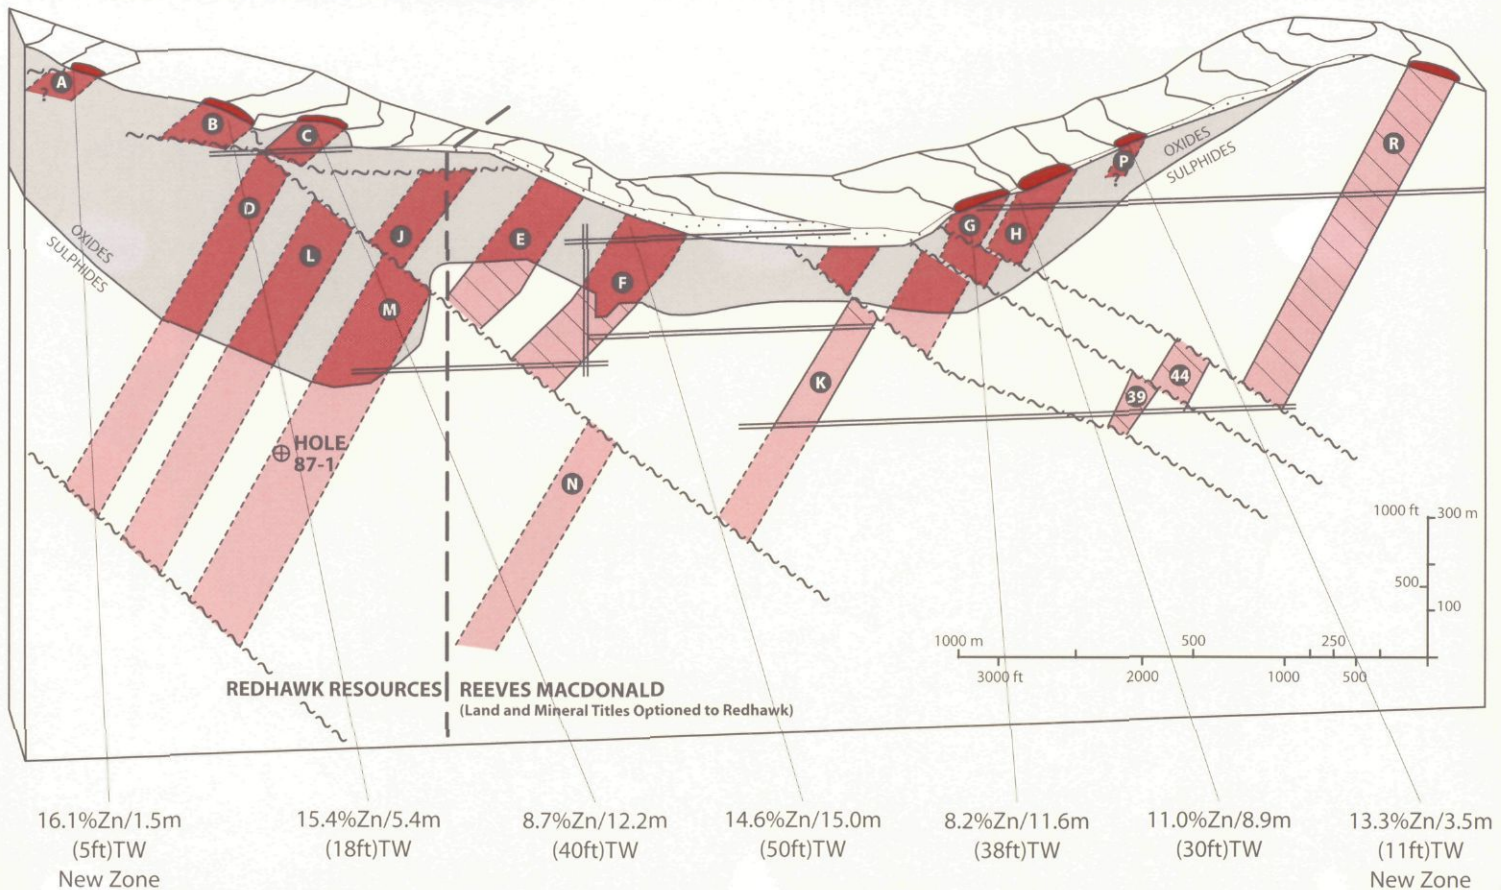 A
?
B
C
D
L
J
M
E
F
G
H
P
?
R
K
N
39
44
OXIDES
SULPHIDES
OXIDES
SULPHIDES
HOLE
87-1
1000 ft 300 m
500
100
1000 m 500 250
3000 ft 2000 1000 500
REDHAWK RESOURCES
REEVES MACDONALD
(Land and Mineral Titles Optioned to Redhawk)
16.1%Zn/1.5m
(5ft)TW
New Zone
15.4%Zn/5.4m
(18ft)TW
8.7%Zn/12.2m
(40ft)TW
14.6%Zn/15.0m
(50ft)TW
8.2%Zn/11.6m
(38ft)TW
11.0%Zn/8.9m
(30ft)TW
13.3%Zn/3.5m
(11ft)TW
New Zone